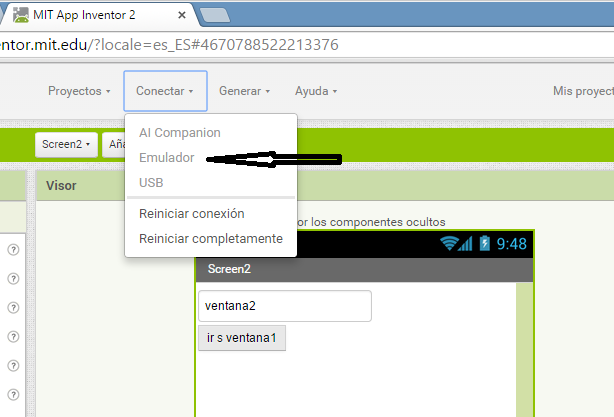 MIT App Inventor 2
ntor.mit.edu/?locale=es_ES#4670788522213376
Proyectos Conectar Generar Ayuda Mis proyect
AI Companion
Emulador
USB
Reiniciar conexión
Reiniciar completamente
Screen2 Aña
Visor
or los componentes ocultos
9:48
Screen2
ventana2
ir s ventana1